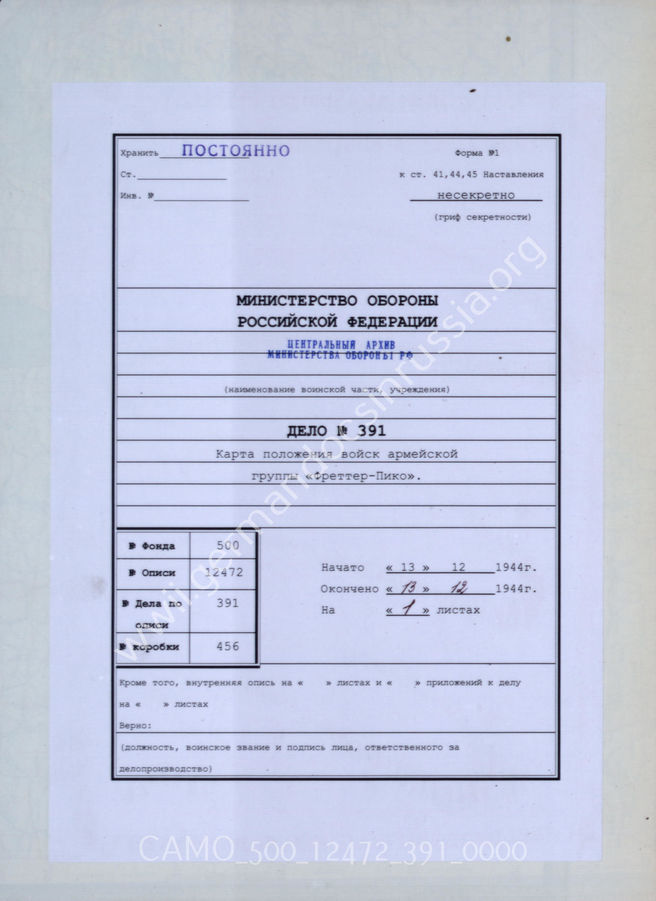 Хранить ПОСТОЯННО
Форма №1
Ст.
к ст. 41,44,45 Наставления
Инв. №
несекретно
(гриф секретности)
МИНИСТЕРСТВО ОБОРОНЫ
РОССИЙСКОЙ ФЕДЕРАЦИИ
ЦЕНТРАЛЬНЫЙ АРХИВ
МИНИСТЕРСТВА ОБОРОНЫ РФ
(наименование воинской части, учреждения)
ДЕЛО № 391
Карта положения войск армейской
группы «Фреттер-Пико».
№ Фонда 500
№ Описи 12472
№ Дела по описи 391
№ коробки 456
Начато « 13 » 12 1944г.
Окончено « 13 » 12 1944г.
На « 1 » листах
Кроме того, внутренняя опись на « » листах и « » приложений к делу
на « » листах
Верно:
(должность, воинское звание и подпись лица, ответственного за
делопроизводство)
www.germandocsinrussia.org
CAMO_500_12472_391_0000